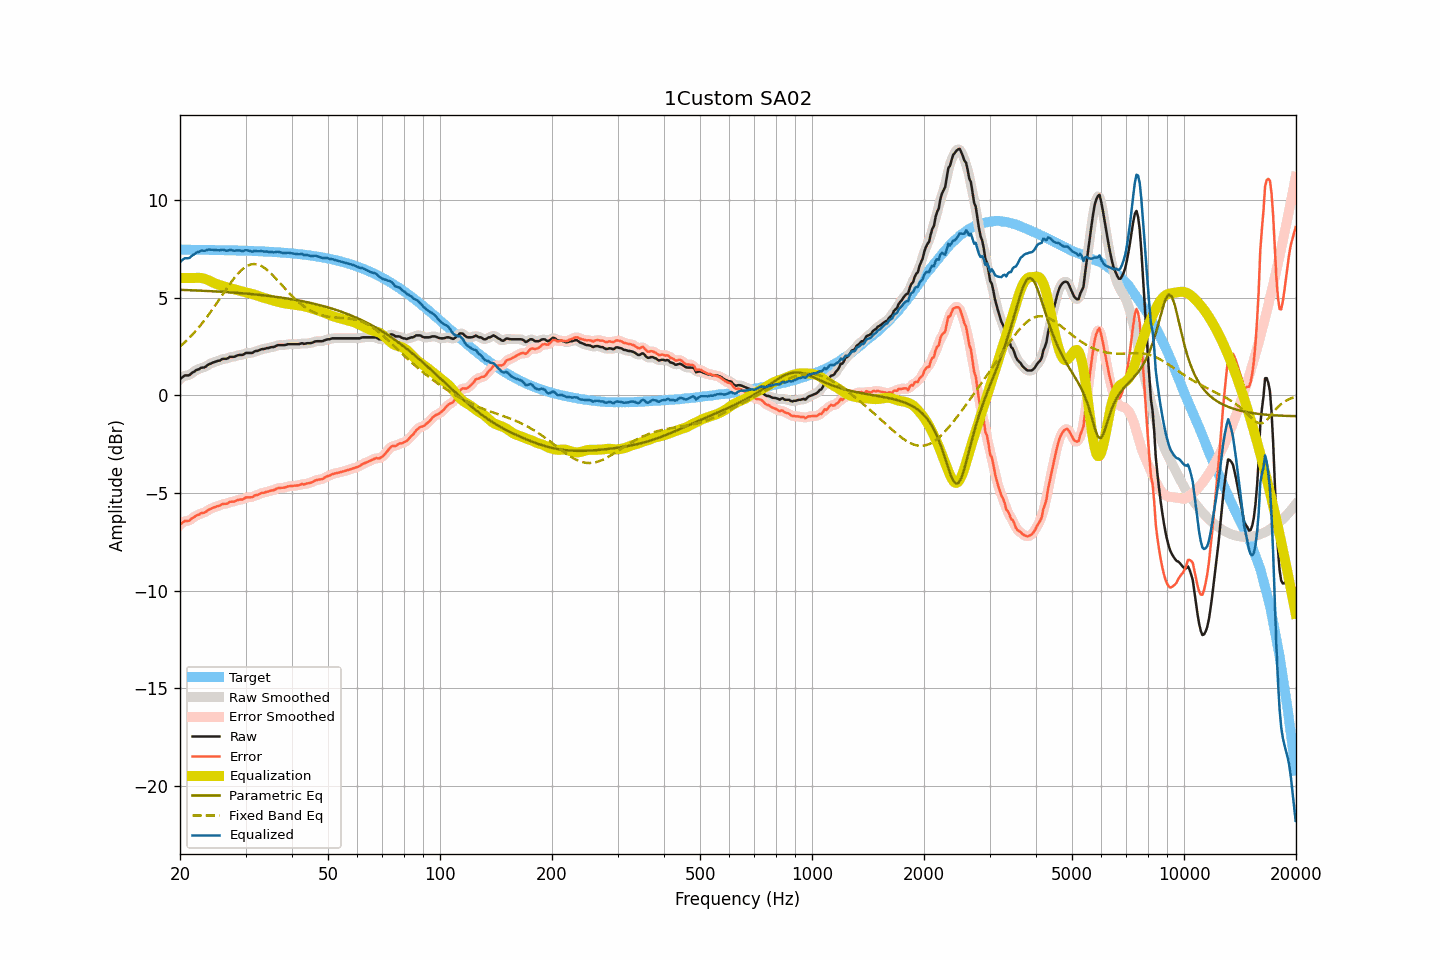 1Custom SA02
Amplitude (dBr)
10
5
0
−5
−10
−15
−20
Target
Raw Smoothed
Error Smoothed
Raw
Error
Equalization
Parametric Eq
Fixed Band Eq
Equalized
20 50 100 200 500 1000 2000 5000 10000 20000
Frequency (Hz)